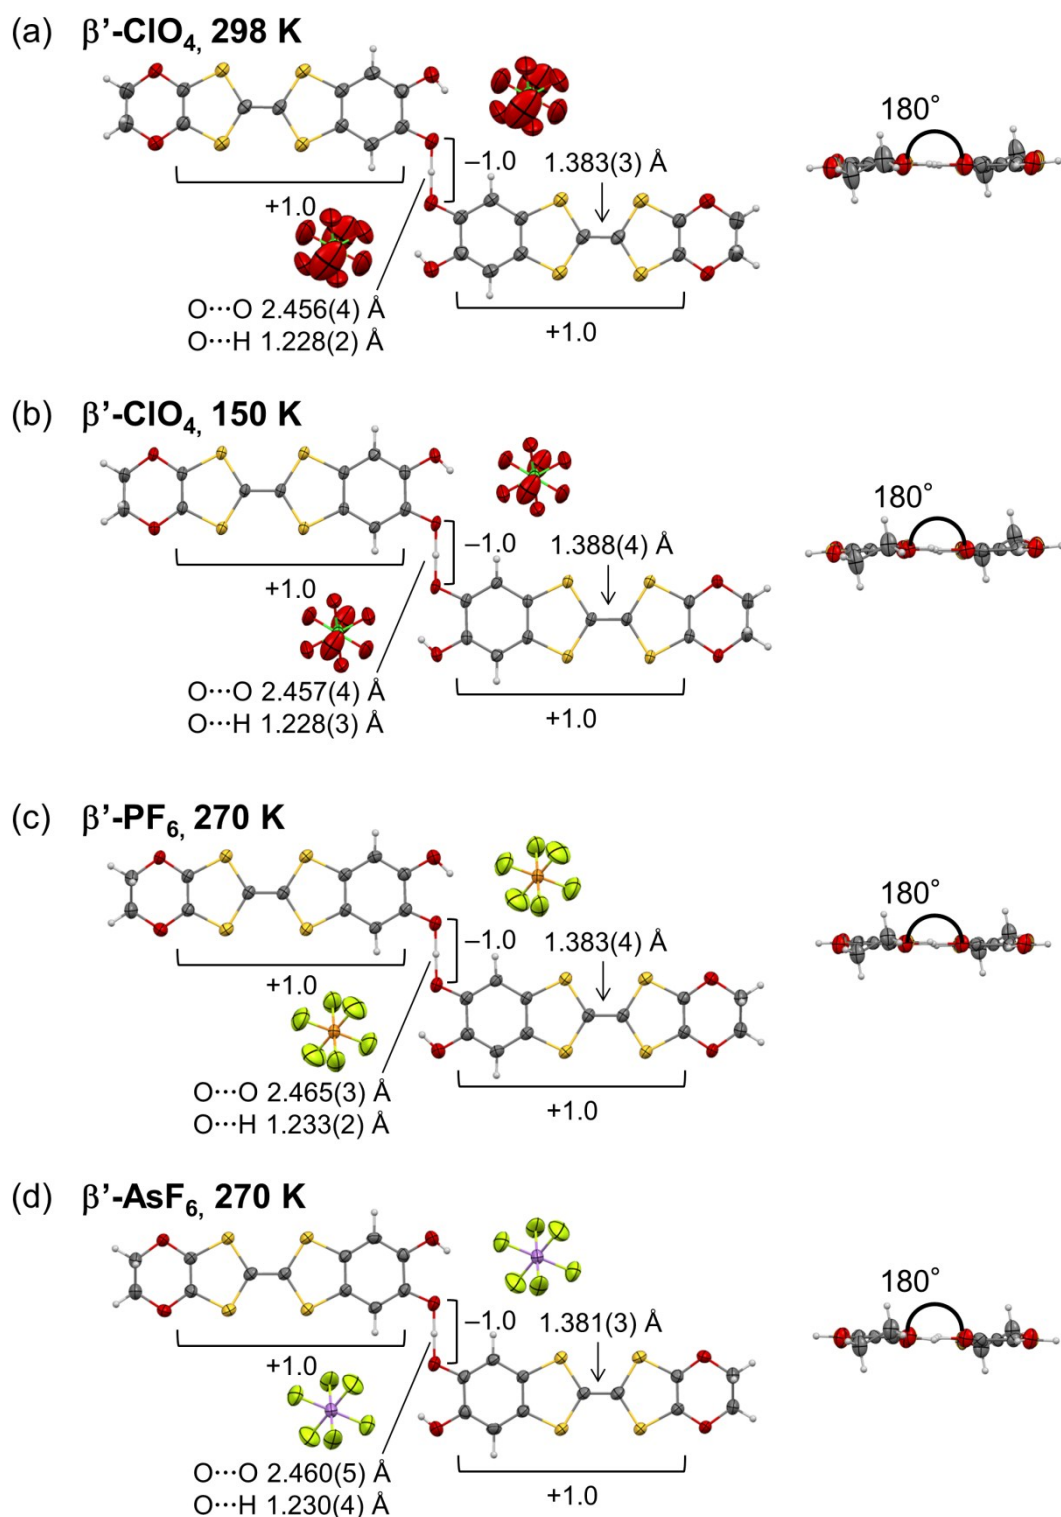 (a) β’-ClO₄, 298 K
180°
−1.0
1.383(3) Å
+1.0
O···O 2.456(4) Å
O···H 1.228(2) Å
+1.0
(b) β’-ClO₄, 150 K
180°
−1.0
1.388(4) Å
+1.0
O···O 2.457(4) Å
O···H 1.228(3) Å
+1.0
(c) β’-PF₆, 270 K
180°
−1.0
1.383(4) Å
+1.0
O···O 2.465(3) Å
O···H 1.233(2) Å
+1.0
(d) β’-AsF₆, 270 K
180°
−1.0
1.381(3) Å
+1.0
O···O 2.460(5) Å
O···H 1.230(4) Å
+1.0